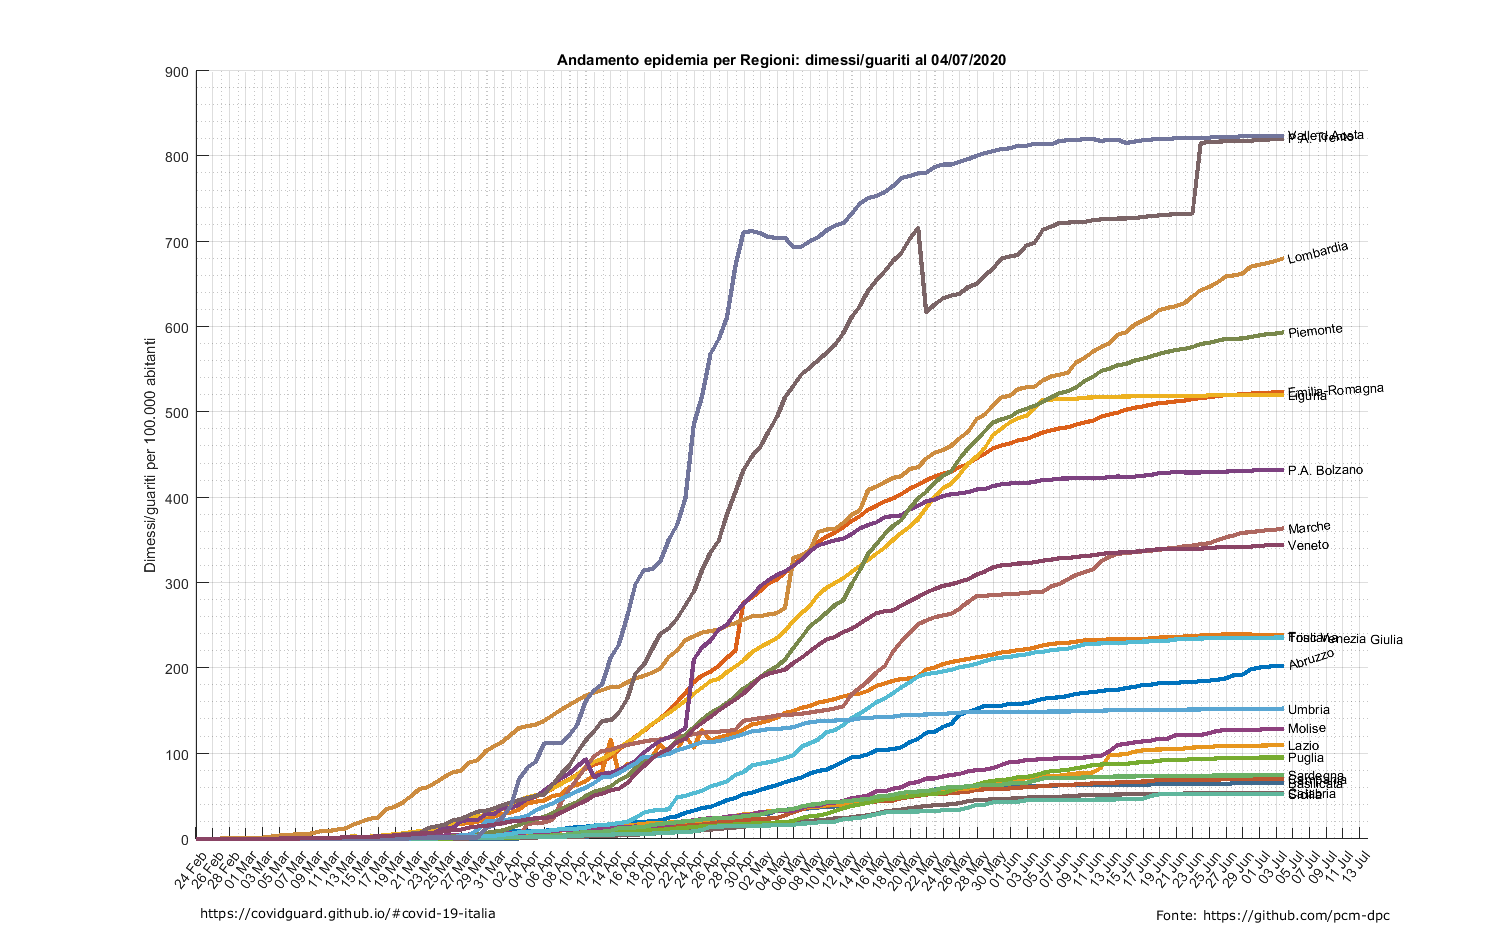 Andamento epidemia per Regioni: dimessi/guariti al 04/07/2020
Dimessi/guariti per 100.000 abitanti
900
800
700
600
500
400
300
200
100
0
Valle d'Aosta
P.A. Trento
Lombardia
Piemonte
Emilia-Romagna
Liguria
P.A. Bolzano
Marche
Veneto
Toscana
Friuli Venezia Giulia
Abruzzo
Umbria
Molise
Lazio
Puglia
Sardegna
Campania
Basilicata
Calabria
Sicilia
24 Feb
26 Feb
28 Feb
01 Mar
03 Mar
05 Mar
07 Mar
09 Mar
11 Mar
13 Mar
15 Mar
17 Mar
19 Mar
21 Mar
23 Mar
25 Mar
27 Mar
29 Mar
31 Mar
02 Apr
04 Apr
06 Apr
08 Apr
10 Apr
12 Apr
14 Apr
16 Apr
18 Apr
20 Apr
22 Apr
24 Apr
26 Apr
28 Apr
30 Apr
02 May
04 May
06 May
08 May
10 May
12 May
14 May
16 May
18 May
20 May
22 May
24 May
26 May
28 May
30 May
01 Jun
03 Jun
05 Jun
07 Jun
09 Jun
11 Jun
13 Jun
15 Jun
17 Jun
19 Jun
21 Jun
23 Jun
25 Jun
27 Jun
29 Jun
01 Jul
03 Jul
05 Jul
07 Jul
09 Jul
11 Jul
13 Jul
https://covidguard.github.io/#covid-19-italia
Fonte: https://github.com/pcm-dpc